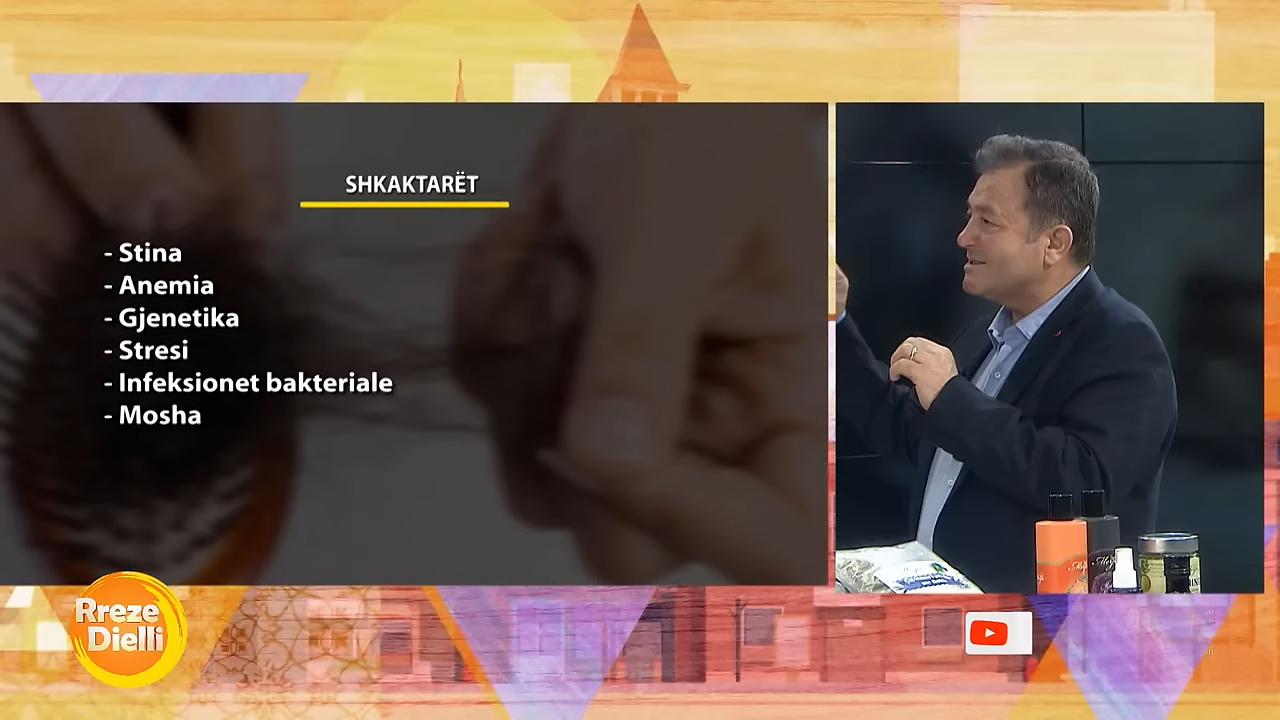 SHKAKTARËT
- Stina
- Anemia
- Gjenetika
- Stresi
- Infeksionet bakteriale
- Mosha
Rreze
Dielli